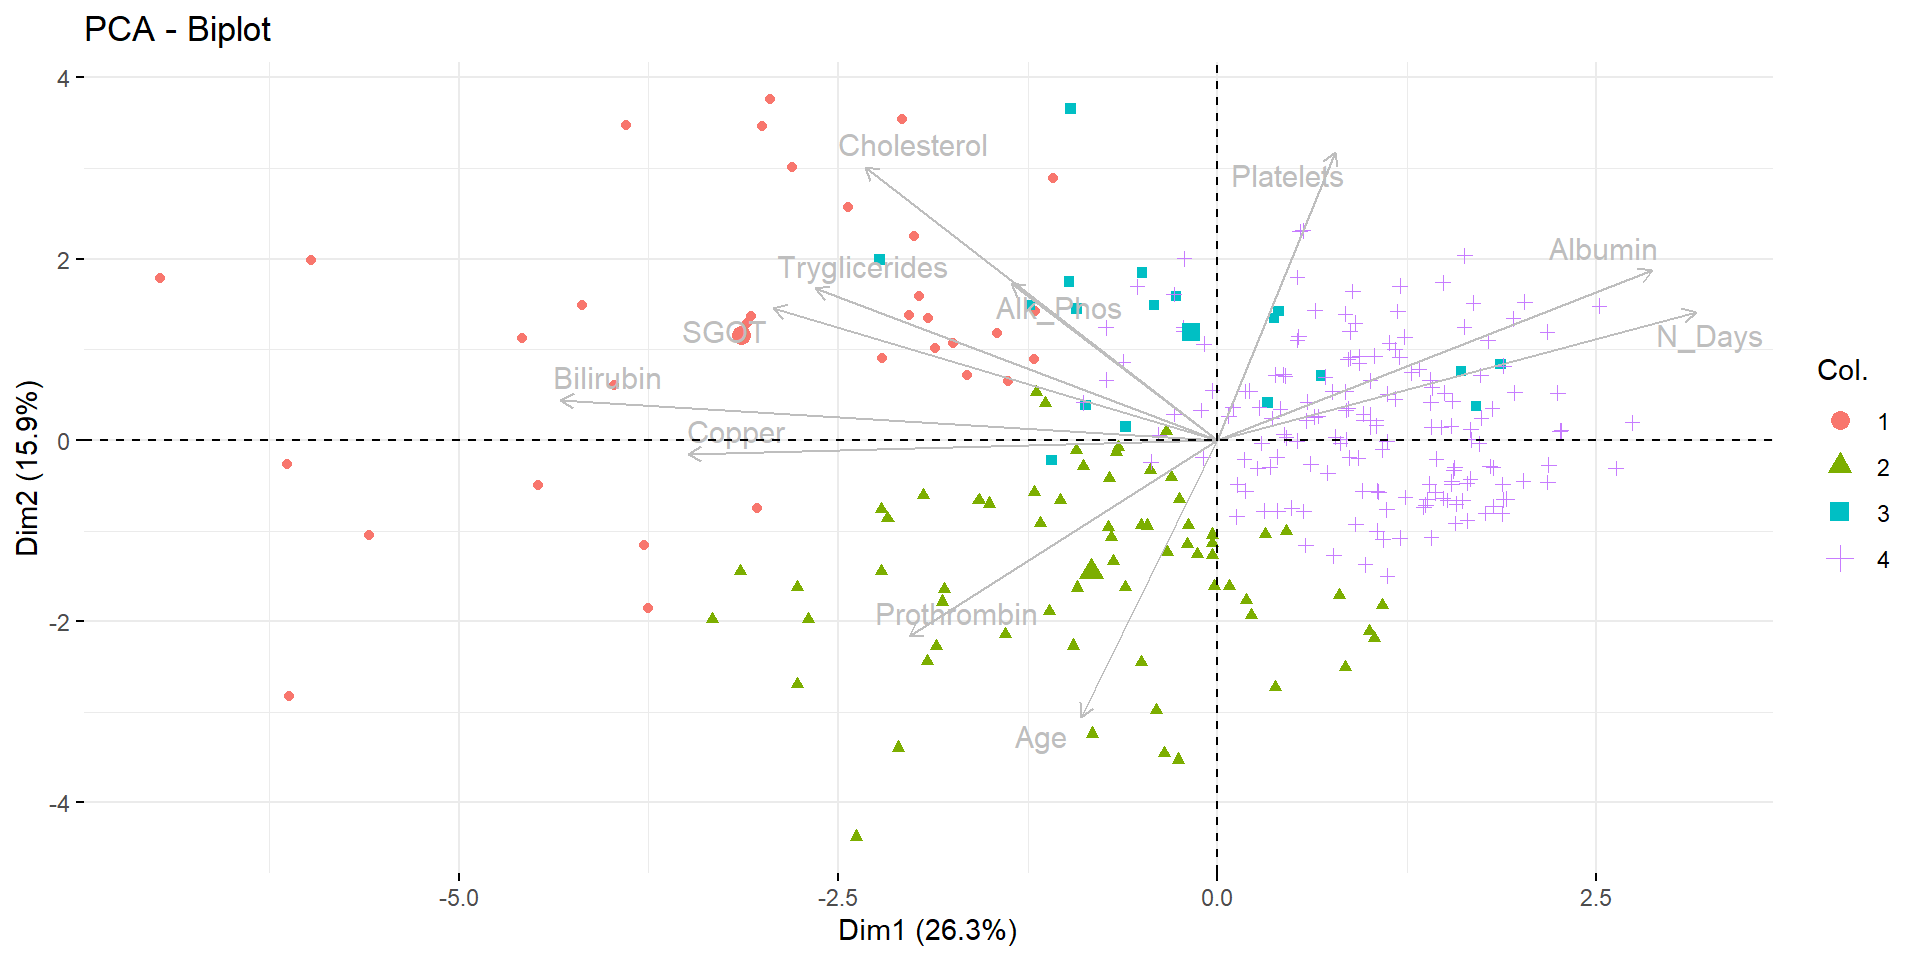 PCA - Biplot
Dim2 (15.9%)
4
2
0
-2
-4
Cholesterol
Platelets
Albumin
Tryglicerides
Alk_Phos
SGOT
N_Days
Bilirubin
Copper
Prothrombin
Age
-5.0
-2.5
0.0
2.5
Dim1 (26.3%)
Col.
1
2
3
4